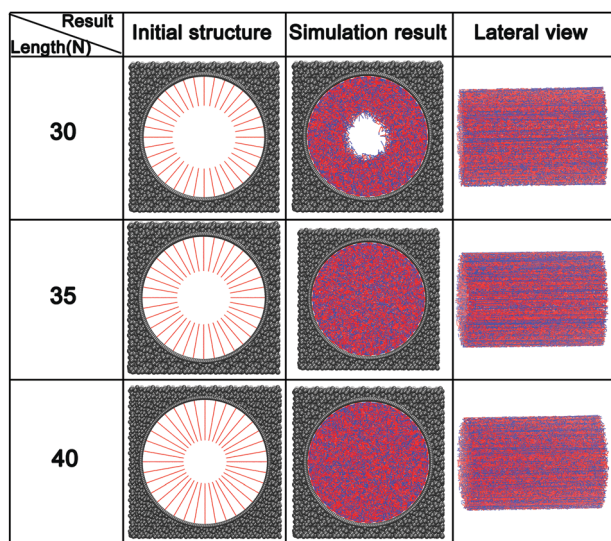 Result
Length(N)
Initial structure
Simulation result
Lateral view
30
35
40